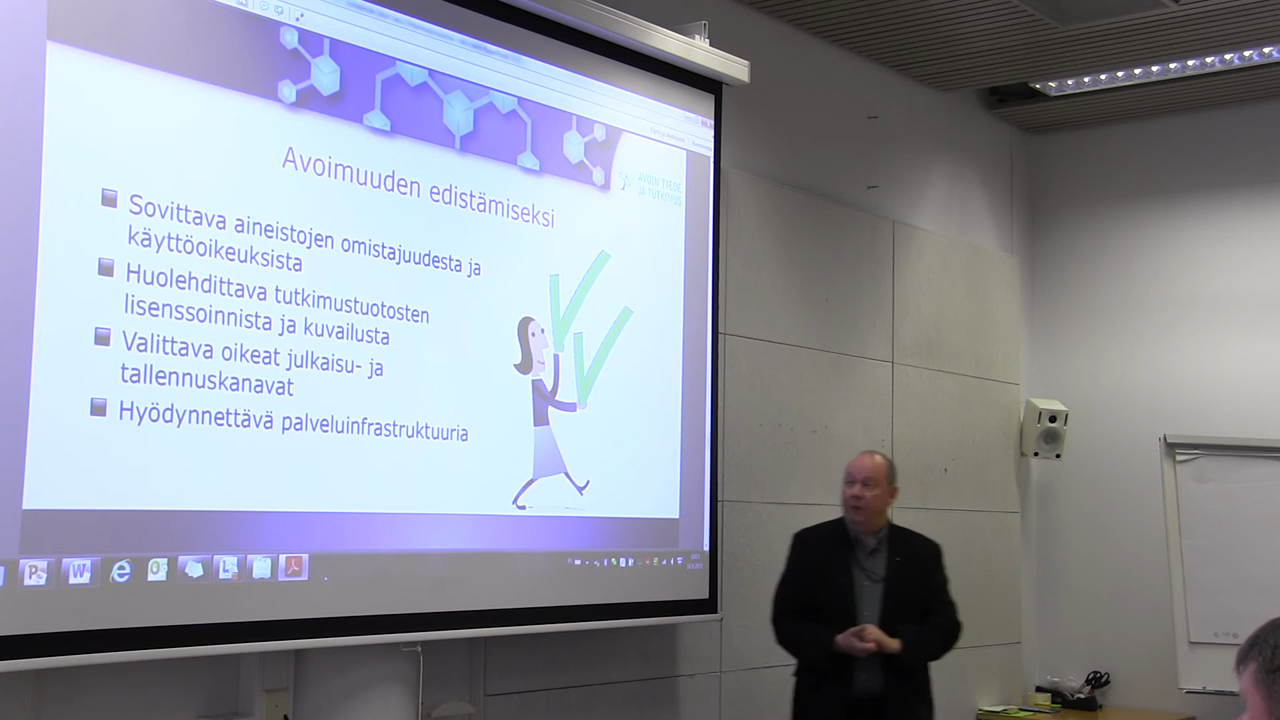 AVOIN TIEDE
JA TUTKIMUS
Avoimuuden edistämiseksi
Sovittava aineistojen omistajuudesta ja
käyttöoikeuksista
Huolehdittava tutkimustuotosten
lisenssoinnista ja kuvailusta
Valittava oikeat julkaisu- ja
tallennuskanavat
Hyödynnettävä palveluinfrastruktuuria